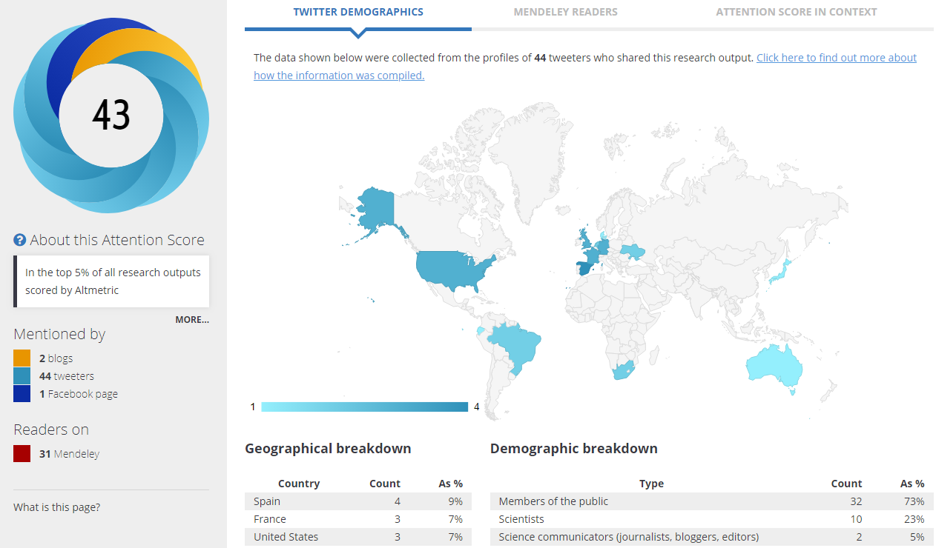 TWITTER DEMOGRAPHICS
MENDELEY READERS
ATTENTION SCORE IN CONTEXT
43
About this Attention Score
In the top 5% of all research outputs
scored by Altmetric
MORE...
Mentioned by
2 blogs
44 tweeters
1 Facebook page
Readers on
31 Mendeley
What is this page?
The data shown below were collected from the profiles of 44 tweeters who shared this research output. Click here to find out more about
how the information was compiled.
1
4
Geographical breakdown
Country Count As %
Spain 4 9%
France 3 7%
United States 3 7%
Demographic breakdown
Type Count As %
Members of the public 32 73%
Scientists 10 23%
Science communicators (journalists, bloggers, editors) 2 5%